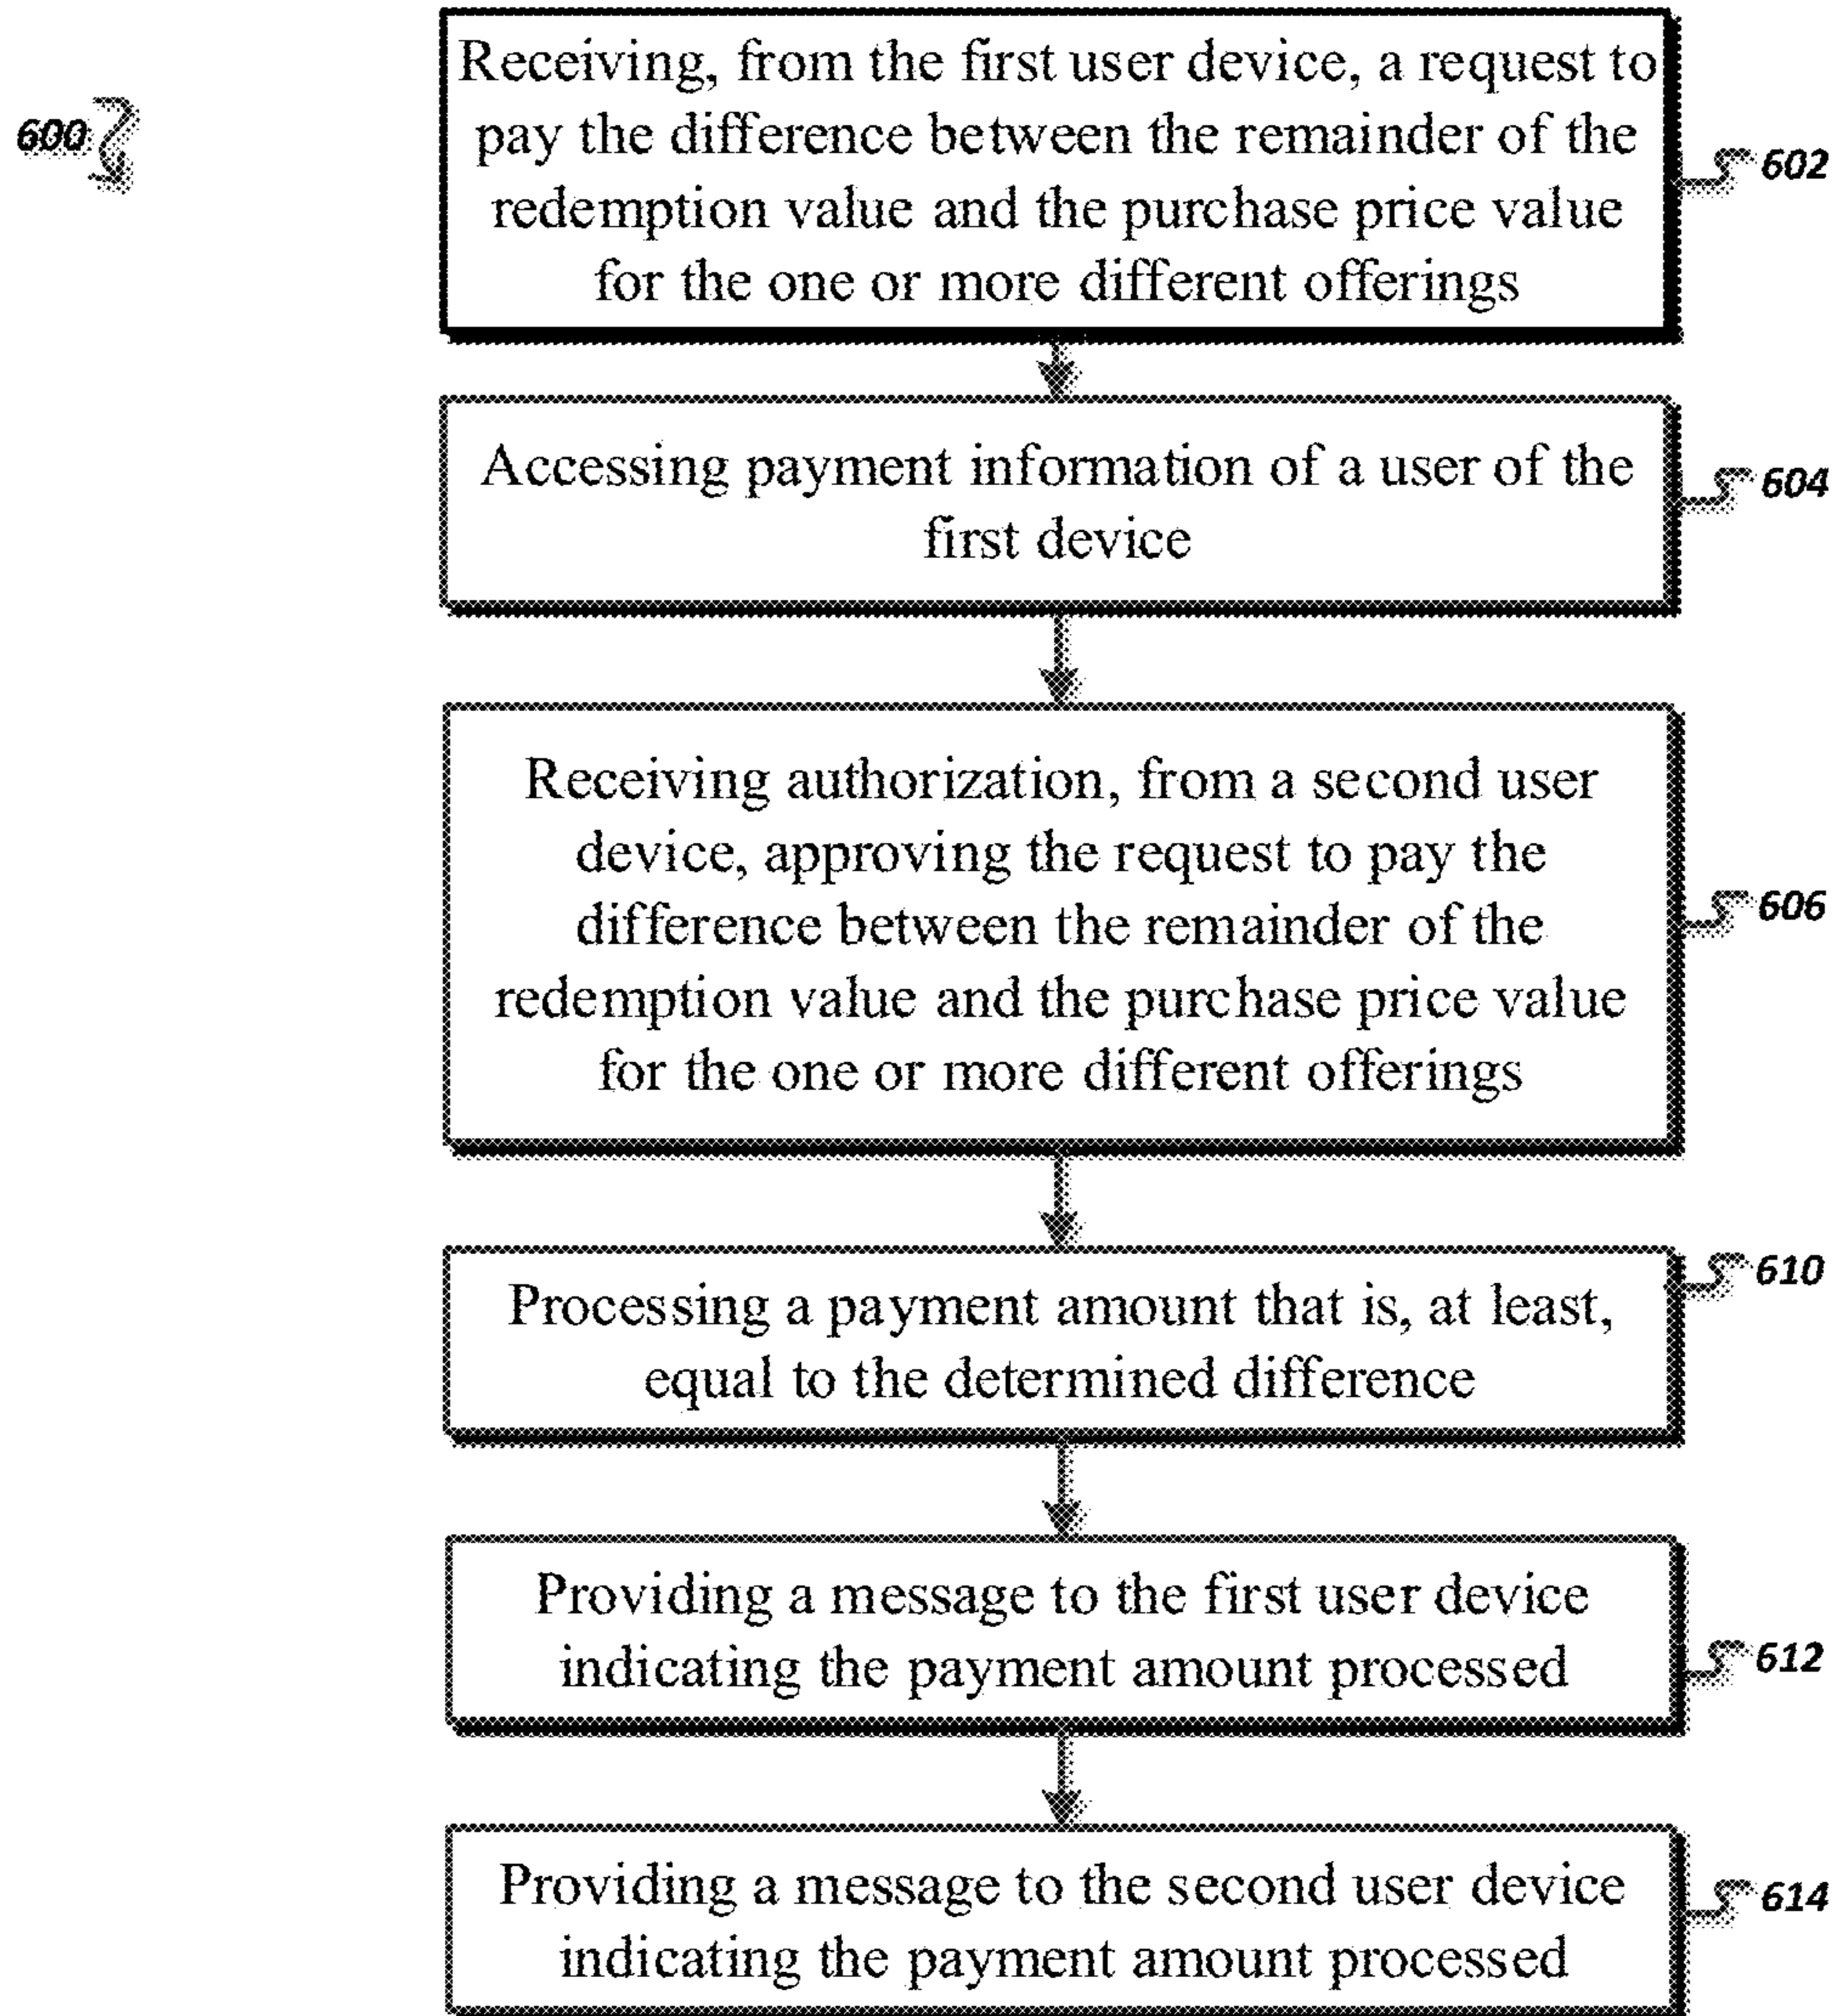 600
Receiving, from the first user device, a request to
pay the difference between the remainder of the
redemption value and the purchase price value
for the one or more different offerings
602
Accessing payment information of a user of the
first device
604
Receiving authorization, from a second user
device, approving the request to pay the
difference between the remainder of the
redemption value and the purchase price value
for the one or more different offerings
606
Processing a payment amount that is, at least,
equal to the determined difference
610
Providing a message to the first user device
indicating the payment amount processed
612
Providing a message to the second user device
indicating the payment amount processed
614